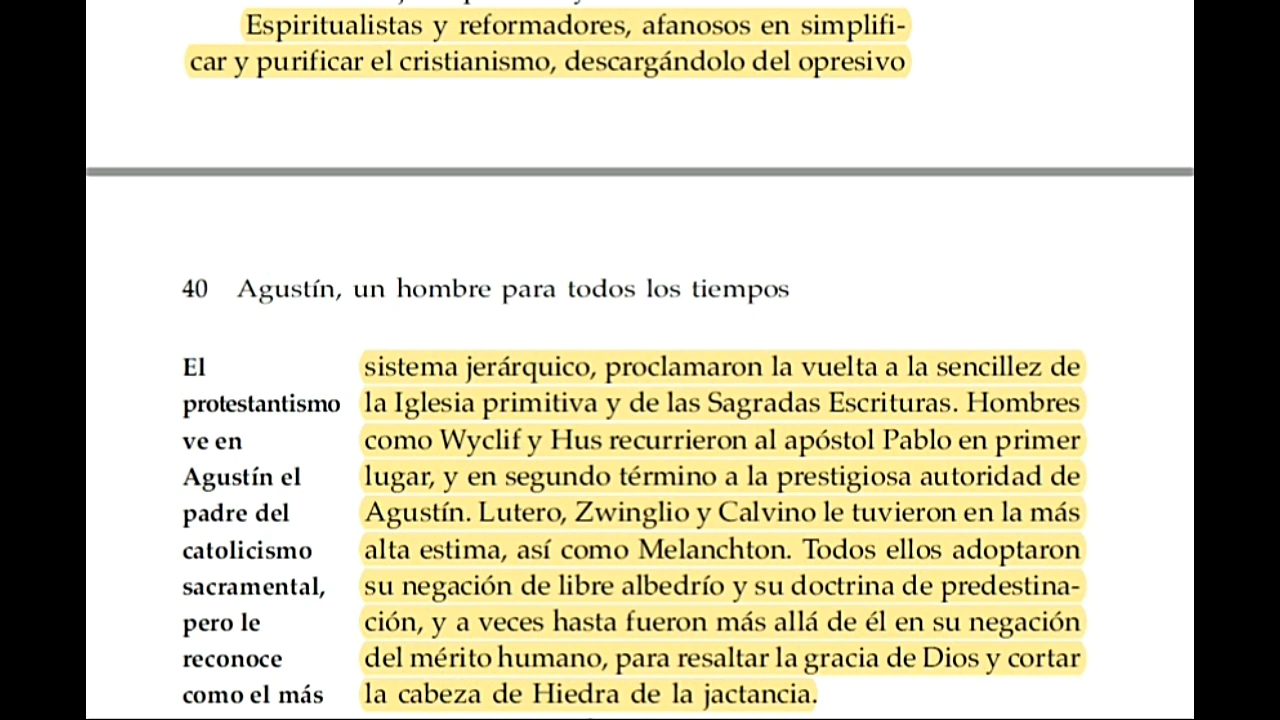 Espiritualistas y reformadores, afanosos en simplifi-
car y purificar el cristianismo, descargándolo del opresivo
40 Agustín, un hombre para todos los tiempos
El
protestantismo
ve en
Agustín el
padre del
catolicismo
sacramental,
pero le
reconoce
como el más
sistema jerárquico, proclamaron la vuelta a la sencillez de
la Iglesia primitiva y de las Sagradas Escrituras. Hombres
como Wyclif y Hus recurrieron al apóstol Pablo en primer
lugar, y en segundo término a la prestigiosa autoridad de
Agustín. Lutero, Zwinglio y Calvino le tuvieron en la más
alta estima, así como Melanchton. Todos ellos adoptaron
su negación de libre albedrío y su doctrina de predestina-
ción, y a veces hasta fueron más allá de él en su negación
del mérito humano, para resaltar la gracia de Dios y cortar
la cabeza de Hiedra de la jactancia.